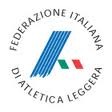 FEDERAZIONE ITALIANA
DI ATLETICA LEGGERA